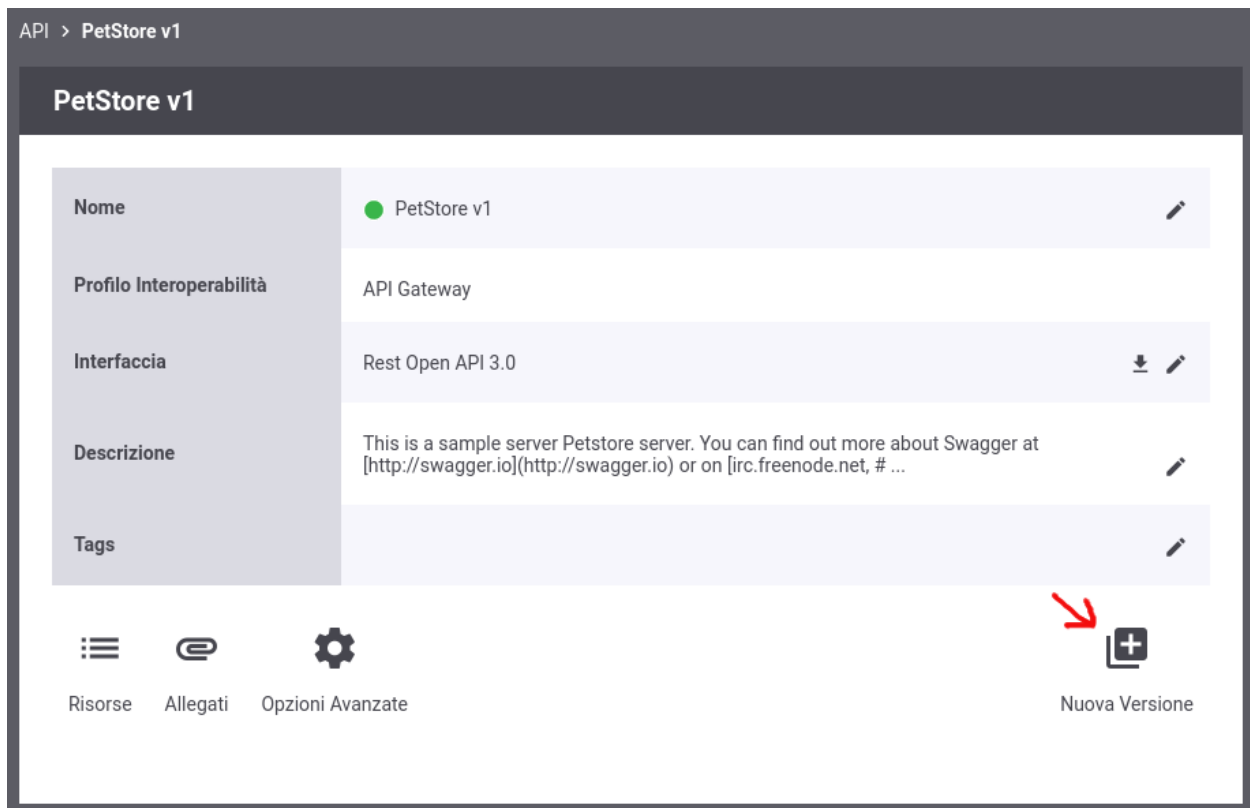 API > PetStore v1
PetStore v1
Nome
PetStore v1
Profilo Interoperabilità
API Gateway
Interfaccia
Rest Open API 3.0
Descrizione
This is a sample server Petstore server. You can find out more about Swagger at
[http://swagger.io](http://swagger.io) or on [irc.freenode.net, # ...
Tags
Risorse
Allegati
Opzioni Avanzate
Nuova Versione